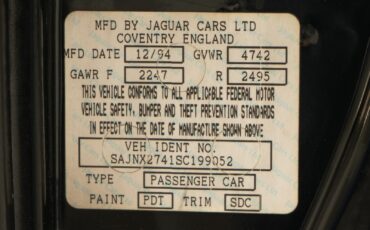 MFD BY JAGUAR CARS LTD
COVENTRY ENGLAND
MFD DATE 12/94 GVWR 4742
GAWR F 2247 R 2495
THIS VEHICLE CONFORMS TO ALL APPLICABLE FEDERAL MOTOR
VEHICLE SAFETY, BUMPER AND THEFT PREVENTION STANDARDS
IN EFFECT ON THE DATE OF MANUFACTURE SHOWN ABOVE
VEH IDENT NO.
SAJNX2741SC199052
TYPE PASSENGER CAR
PAINT PDT TRIM SDC